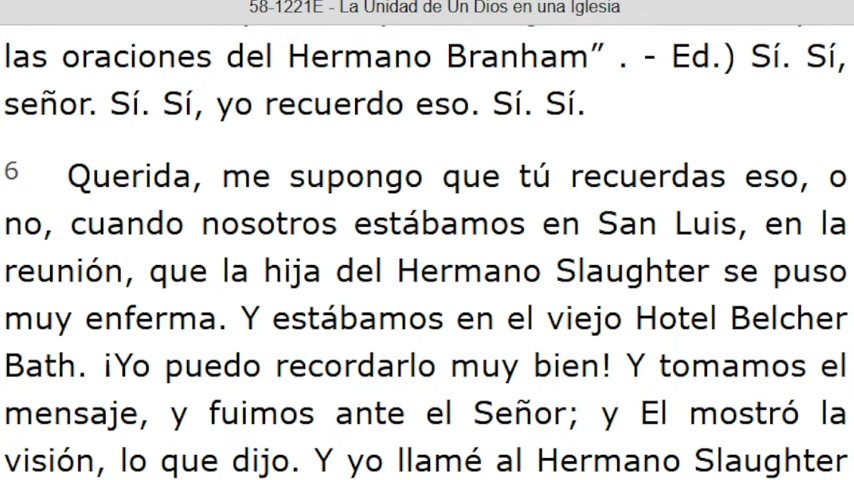 58-1221E - La Unidad de Un Dios en una Iglesia
las oraciones del Hermano Branham” . - Ed.) Sí. Sí,
señor. Sí. Sí, yo recuerdo eso. Sí. Sí.
6 Querida, me supongo que tú recuerdas eso, o
no, cuando nosotros estábamos en San Luis, en la
reunión, que la hija del Hermano Slaughter se puso
muy enferma. Y estábamos en el viejo Hotel Belcher
Bath. ¡Yo puedo recordarlo muy bien! Y tomamos el
mensaje, y fuimos ante el Señor; y El mostró la
visión, lo que dijo. Y yo llamé al Hermano Slaughter